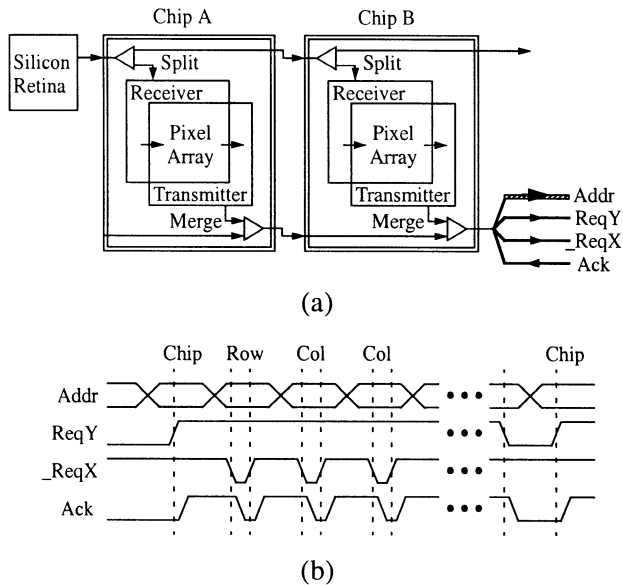 Chip A
Chip B
Silicon
Retina
Split
Split
Receiver
Receiver
Pixel
Array
Pixel
Array
Transmitter
Transmitter
Merge
Merge
Addr
ReqY
_ReqX
Ack
(a)
Chip Row Col Col Chip
Addr
ReqY
_ReqX
Ack
(b)